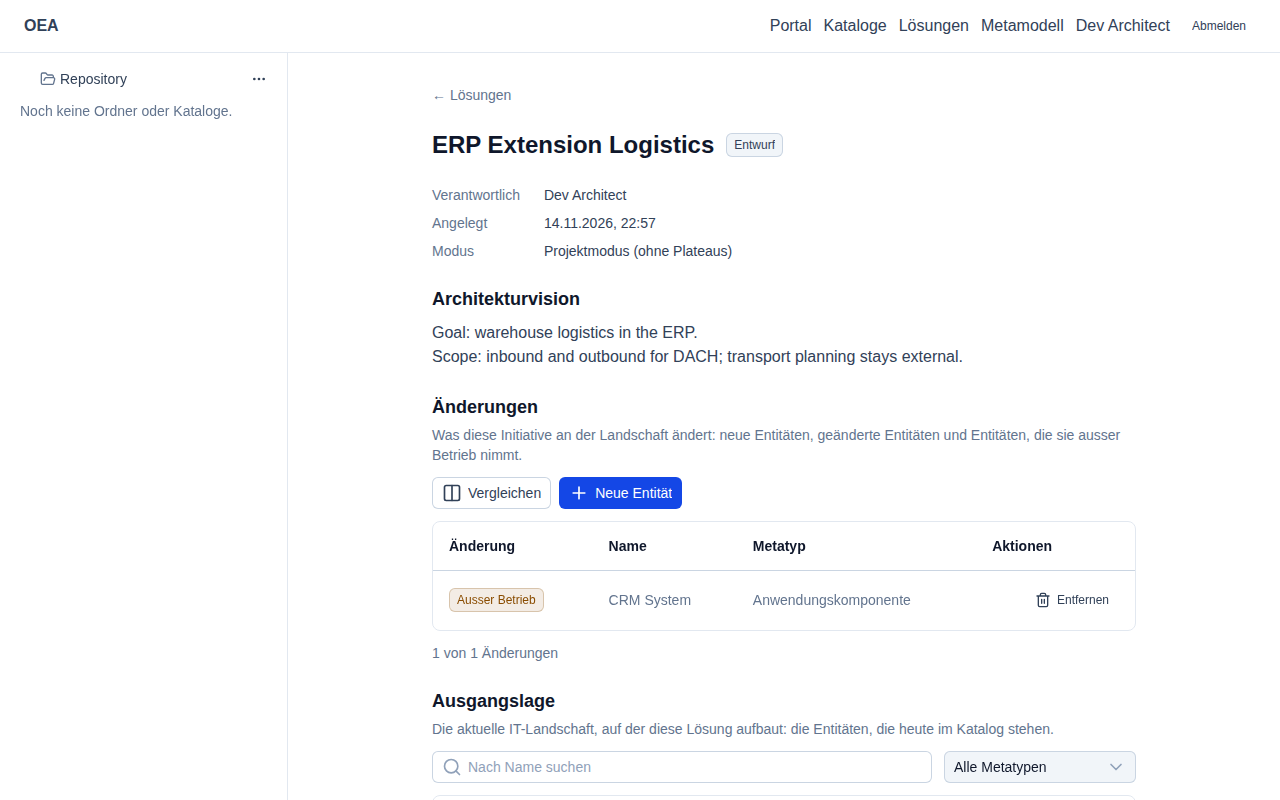 OEA
Portal Kataloge Lösungen Metamodell Dev Architect Abmelden
Repository
Noch keine Ordner oder Kataloge.
← Lösungen
ERP Extension Logistics Entwurf
Verantwortlich Dev Architect
Angelegt 14.11.2026, 22:57
Modus Projektmodus (ohne Plateaus)
Architekturvision
Goal: warehouse logistics in the ERP.
Scope: inbound and outbound for DACH; transport planning stays external.
Änderungen
Was diese Initiative an der Landschaft ändert: neue Entitäten, geänderte Entitäten und Entitäten, die sie ausser
Betrieb nimmt.
Vergleichen Neue Entität
Änderung Name Metatyp Aktionen
Ausser Betrieb CRM System Anwendungskomponente Entfernen
1 von 1 Änderungen
Ausgangslage
Die aktuelle IT-Landschaft, auf der diese Lösung aufbaut: die Entitäten, die heute im Katalog stehen.
Nach Name suchen Alle Metatypen